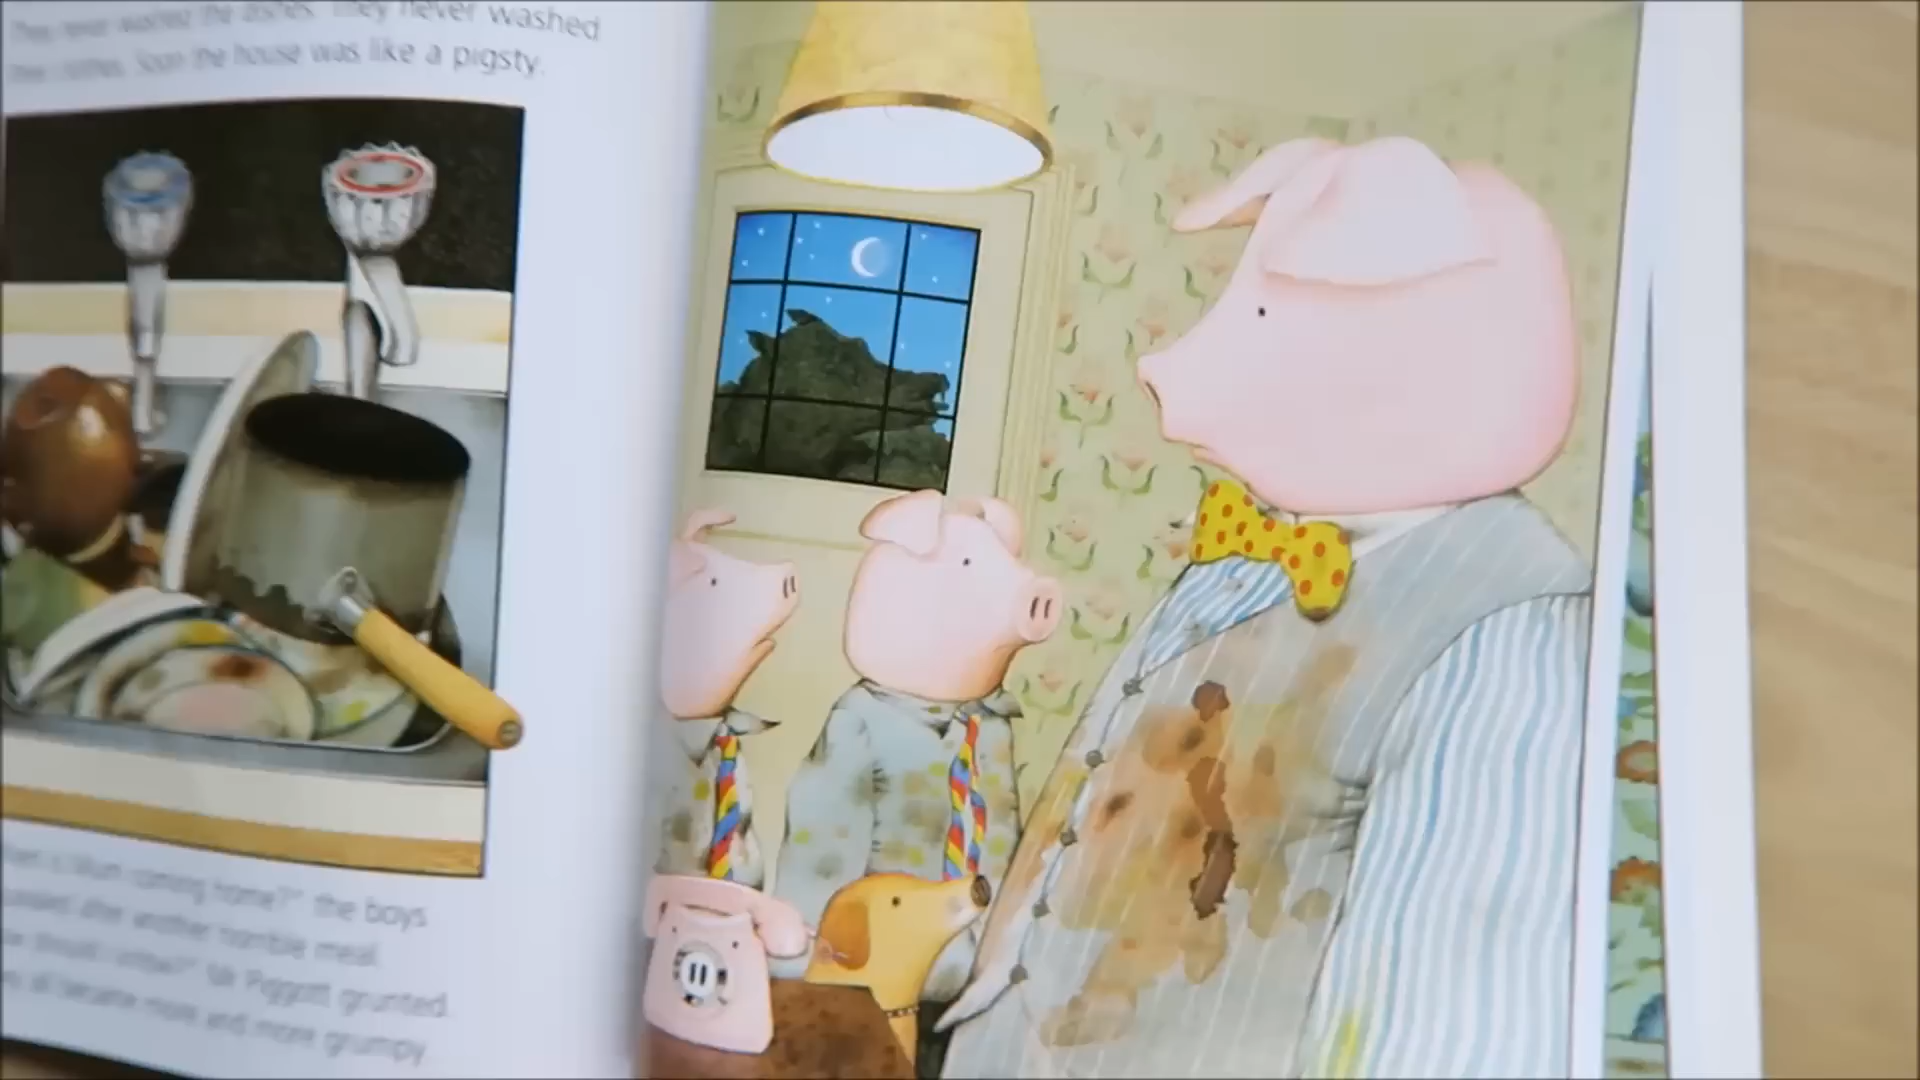 They never washed the dishes. They never washed
their clothes. Soon the house was like a pigsty.
"When is Mum coming home?" the boys
after another horrible meal.
"How should I know?" Mr Piggott grunted.
They all became more and more grumpy.